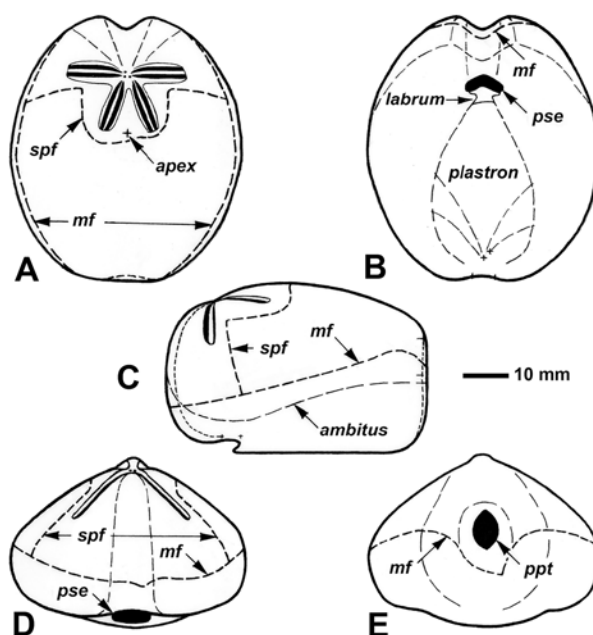 A
spf
apex
mf
B
mf
labrum
pse
plastron
C
spf
mf
ambitus
10 mm
D
spf
mf
pse
E
mf
ppt